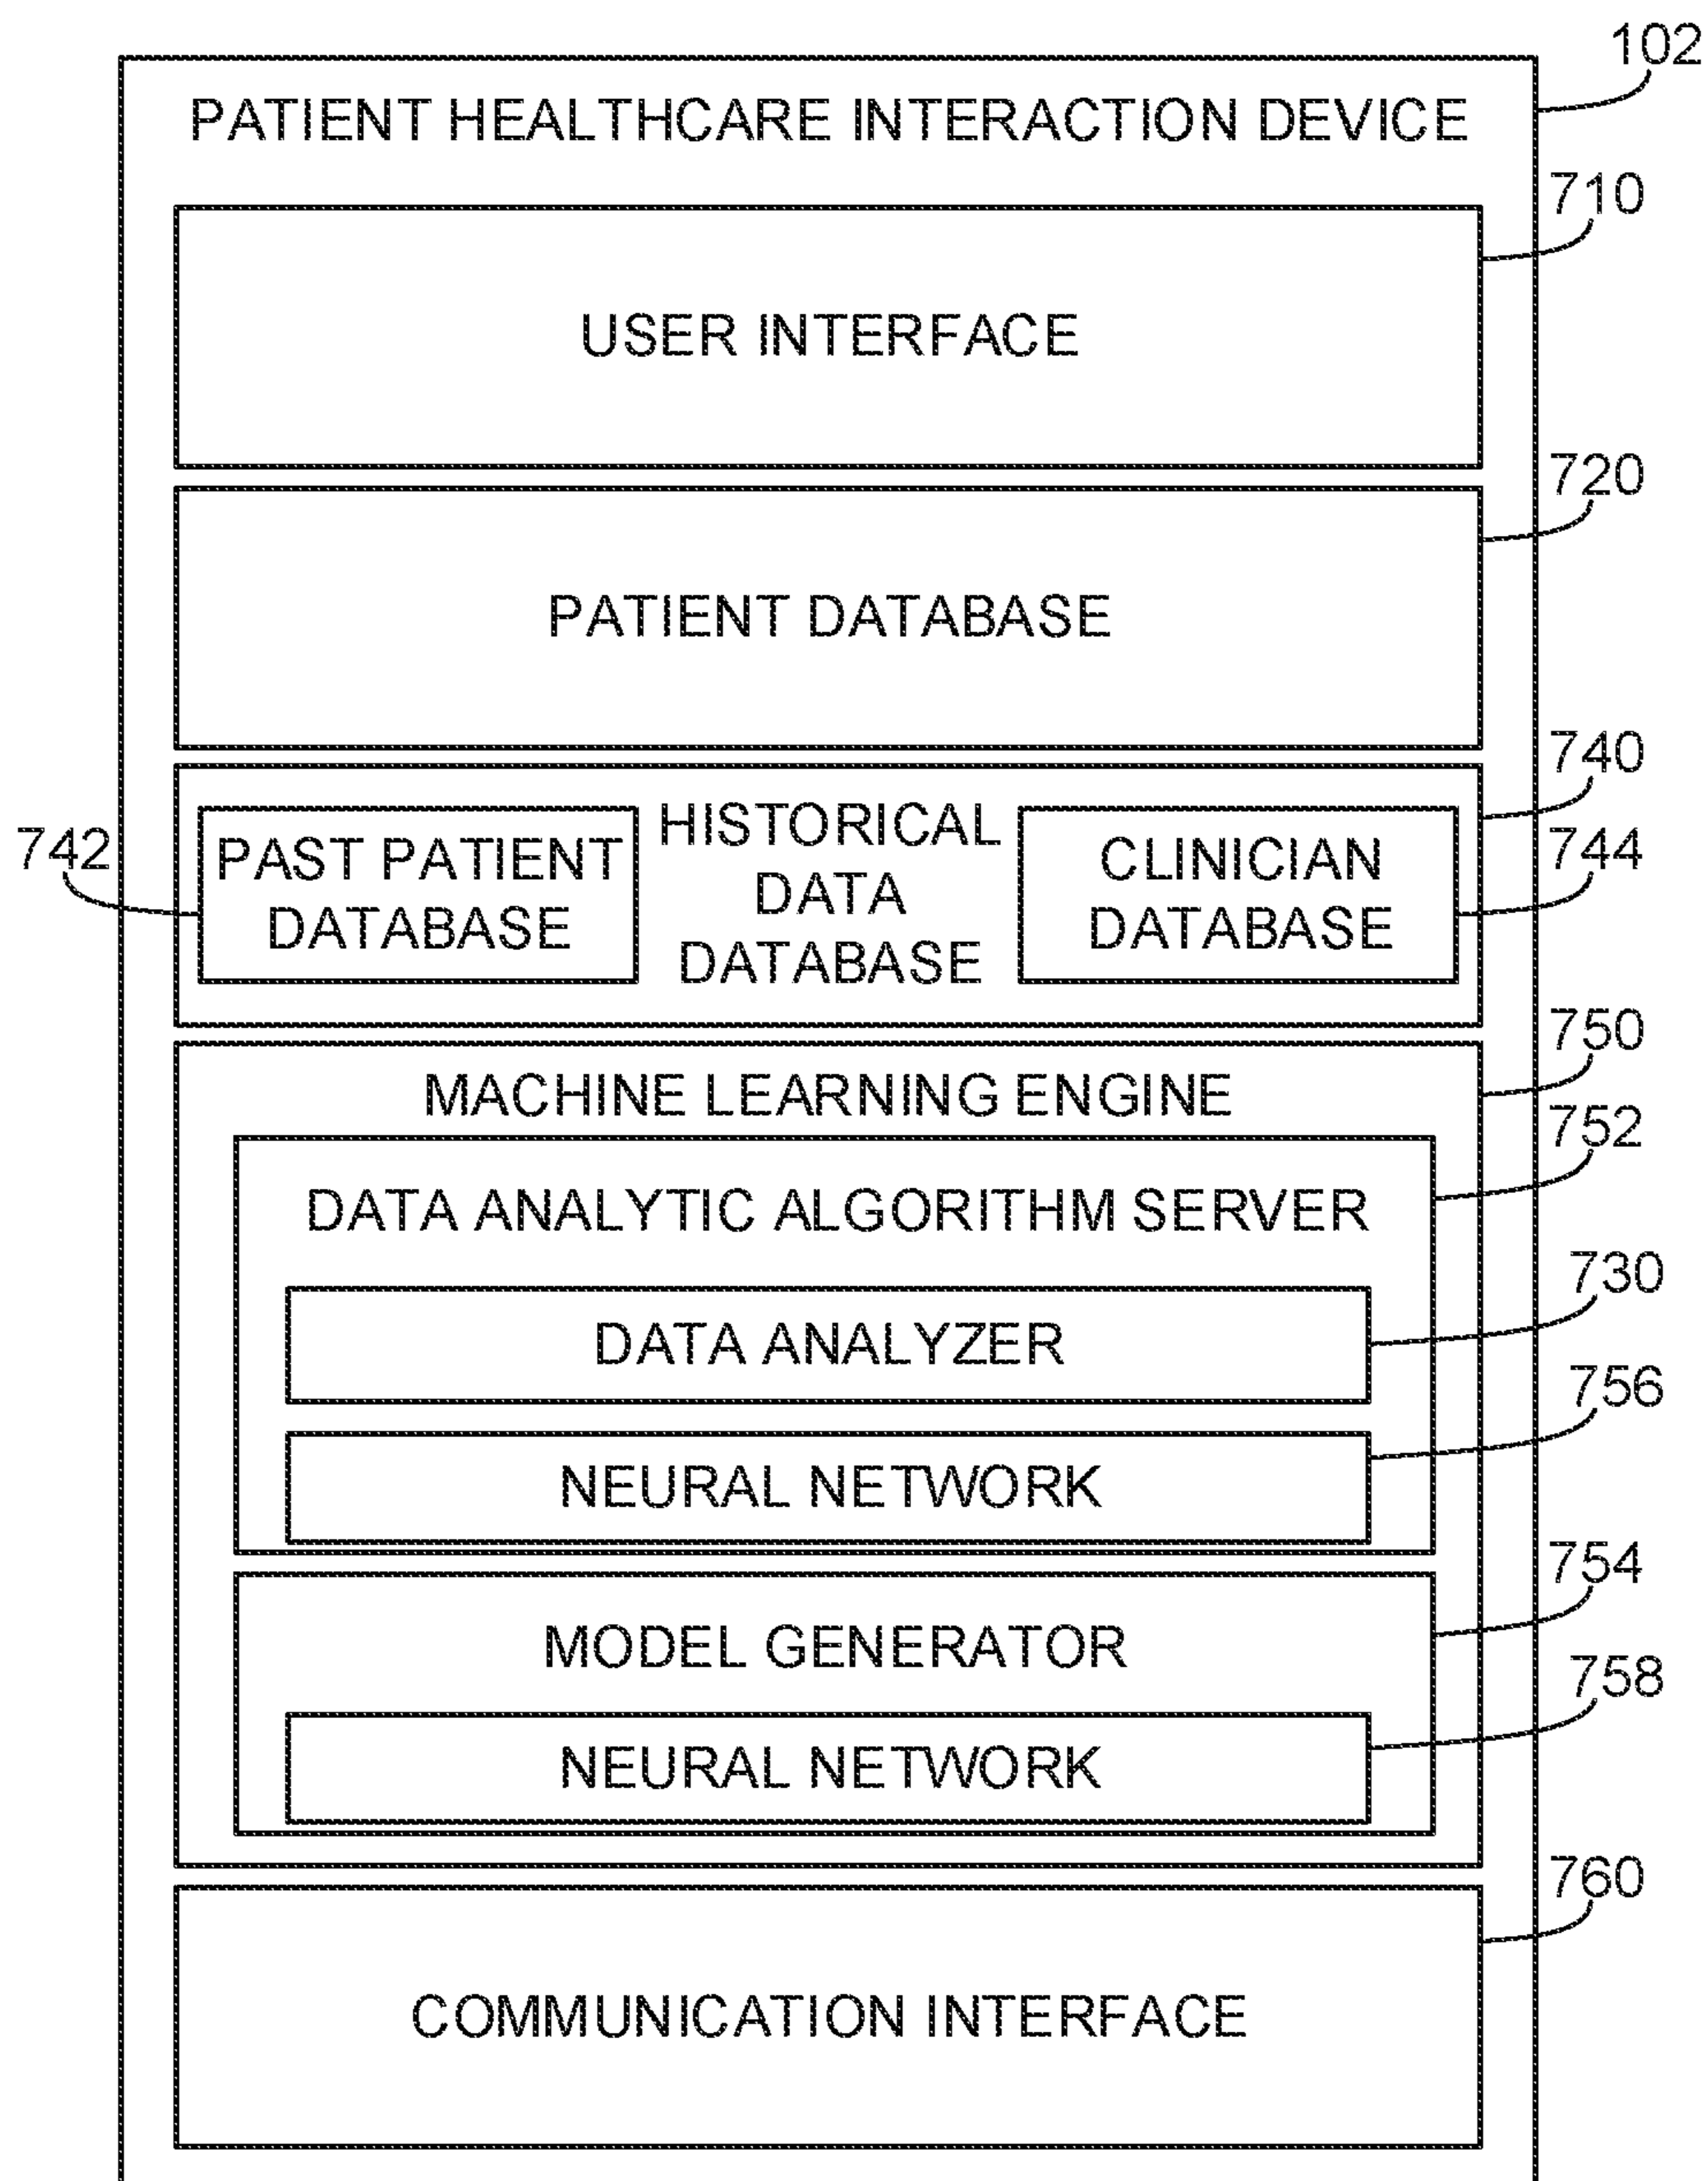 102
PATIENT HEALTHCARE INTERACTION DEVICE
710
USER INTERFACE
720
PATIENT DATABASE
740
742
PAST PATIENT
DATABASE
HISTORICAL
DATA
DATABASE
744
CLINICIAN
DATABASE
750
MACHINE LEARNING ENGINE
752
DATA ANALYTIC ALGORITHM SERVER
730
DATA ANALYZER
756
NEURAL NETWORK
754
MODEL GENERATOR
758
NEURAL NETWORK
760
COMMUNICATION INTERFACE